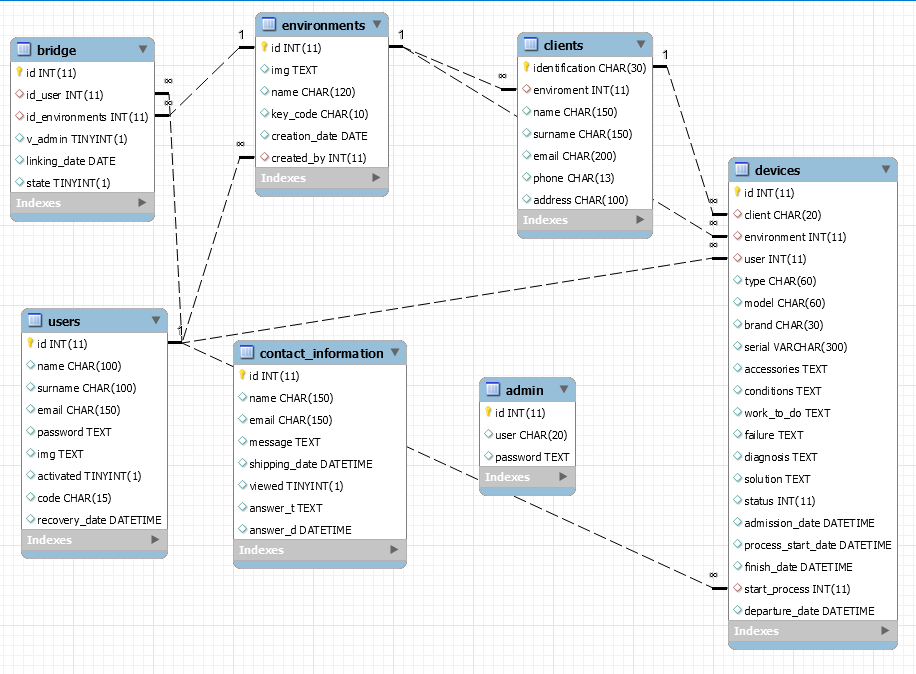 bridge
id INT(11)
id_user INT(11)
id_environments INT(11)
v_admin TINYINT(1)
linking_date DATE
state TINYINT(1)
Indexes
environments
id INT(11)
img TEXT
name CHAR(120)
key_code CHAR(10)
creation_date DATE
created_by INT(11)
Indexes
clients
identification CHAR(30)
enviroment INT(11)
name CHAR(150)
surname CHAR(150)
email CHAR(200)
phone CHAR(13)
address CHAR(100)
Indexes
devices
id INT(11)
client CHAR(20)
environment INT(11)
user INT(11)
type CHAR(60)
model CHAR(60)
brand CHAR(30)
serial VARCHAR(300)
accessories TEXT
conditions TEXT
work_to_do TEXT
failure TEXT
diagnosis TEXT
solution TEXT
status INT(11)
admission_date DATETIME
process_start_date DATETIME
finish_date DATETIME
start_process INT(11)
departure_date DATETIME
Indexes
users
id INT(11)
name CHAR(100)
surname CHAR(100)
email CHAR(150)
password TEXT
img TEXT
activated TINYINT(1)
code CHAR(15)
recovery_date DATETIME
Indexes
contact_information
id INT(11)
name CHAR(150)
email CHAR(150)
message TEXT
shipping_date DATETIME
viewed TINYINT(1)
answer_t TEXT
answer_d DATETIME
Indexes
admin
id INT(11)
user CHAR(20)
password TEXT
Indexes
1
1
1
1
∞
∞
∞
∞
∞
∞
∞
∞